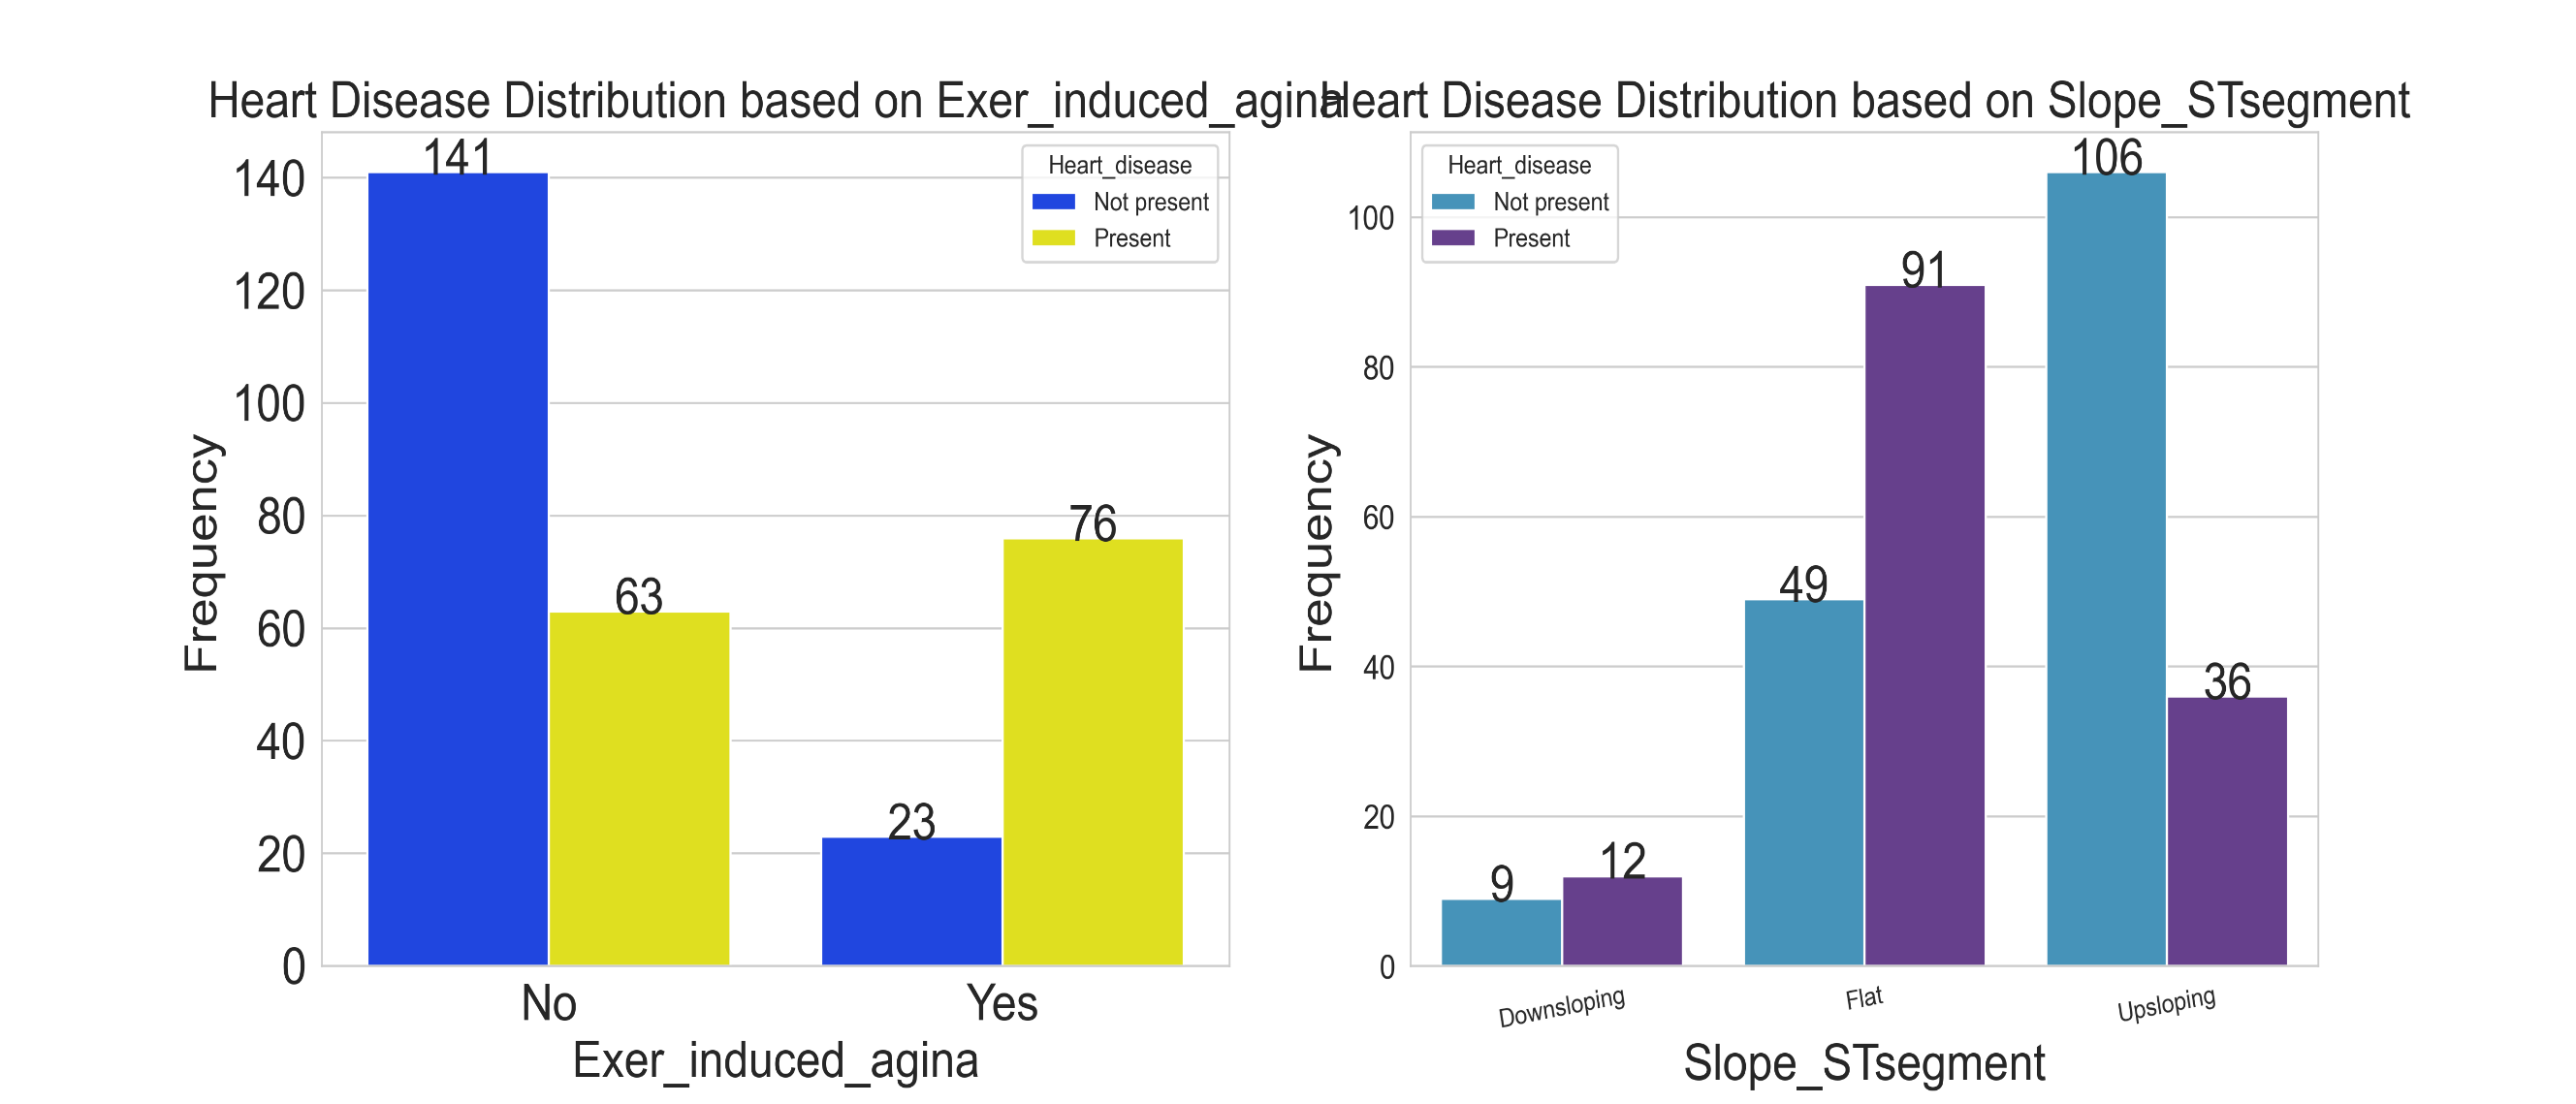 Heart Disease Distribution based on Exer_induced_agina
Frequency
140
120
100
80
60
40
20
0
141
63
23
76
Heart_disease
Not present
Present
No
Yes
Exer_induced_agina
Heart Disease Distribution based on Slope_STsegment
Frequency
100
80
60
40
20
0
Heart_disease
Not present
Present
9
12
49
91
106
36
Downsloping
Flat
Upsloping
Slope_STsegment